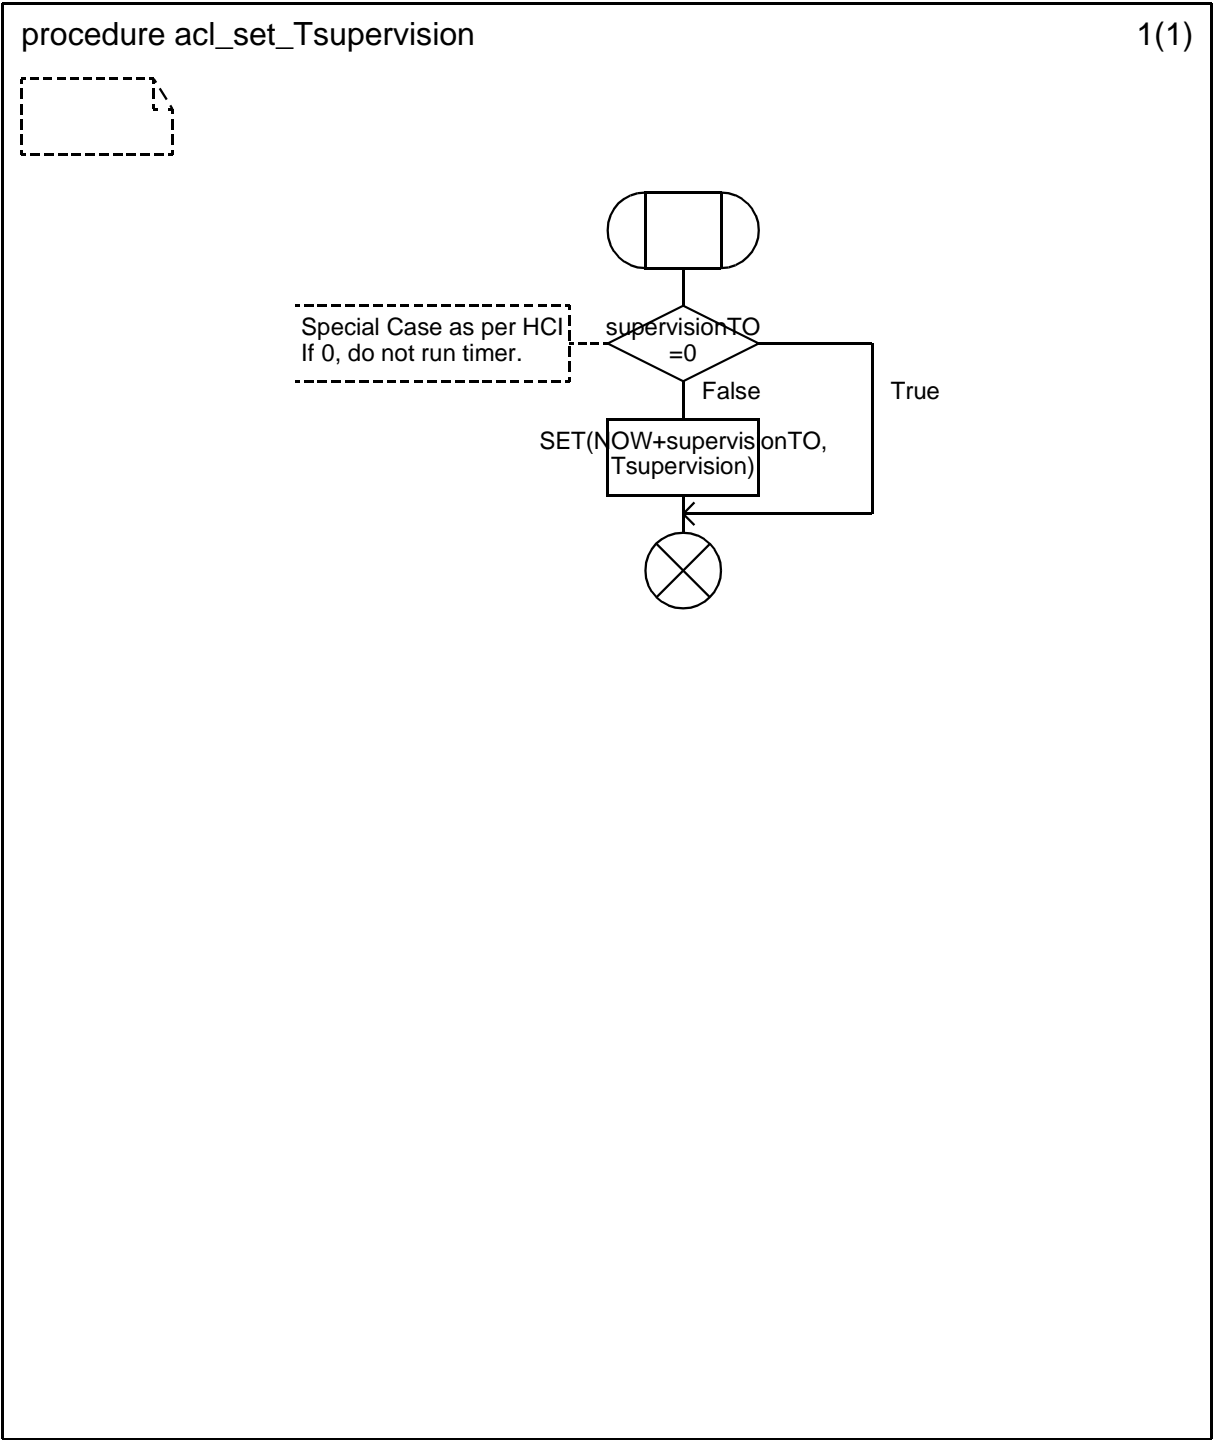 procedure acl_set_Tsupervision
1(1)
Special Case as per HCI
If 0, do not run timer.
supervisionTO
=0
False
True
SET(NOW+supervisionTO,
Tsupervision)